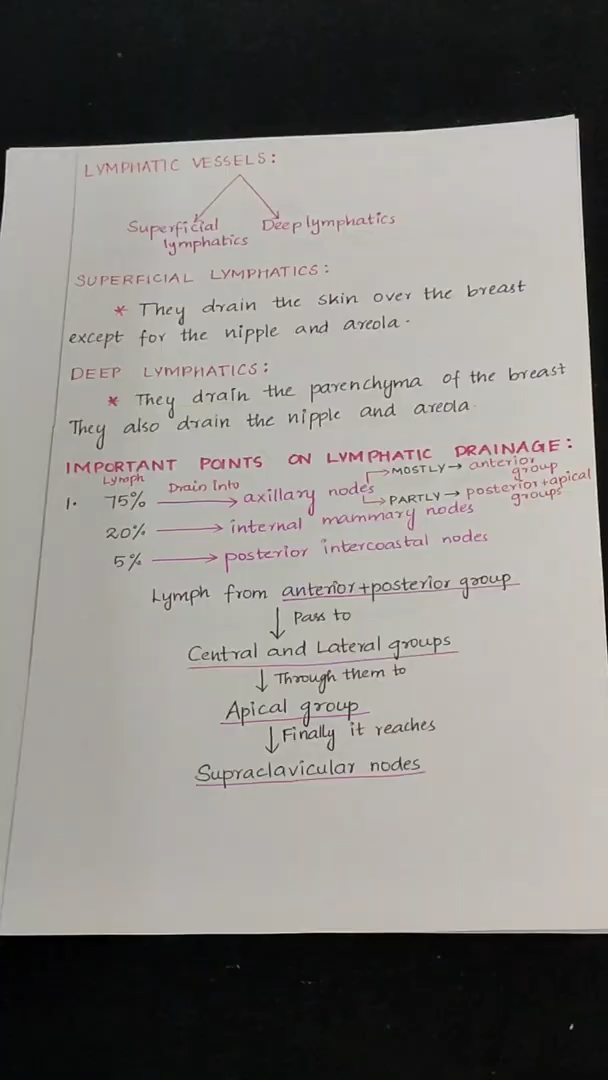 LYMPHATIC VESSELS:
Superficial lymphatics
Deep lymphatics
SUPERFICIAL LYMPHATICS:
* They drain the skin over the breast
except for the nipple and areola.
DEEP LYMPHATICS:
* They drain the parenchyma of the breast
They also drain the nipple and areola.
IMPORTANT POINTS ON LYMPHATIC DRAINAGE:
Lymph Drain Into
1. 75% → axillary nodes
MOSTLY → anterior group
PARTLY → posterior + apical groups
20% → internal mammary nodes
5% → posterior intercoastal nodes
Lymph from anterior + posterior group
↓ Pass to
Central and Lateral groups
↓ Through them to
Apical group
↓ Finally it reaches
Supraclavicular nodes